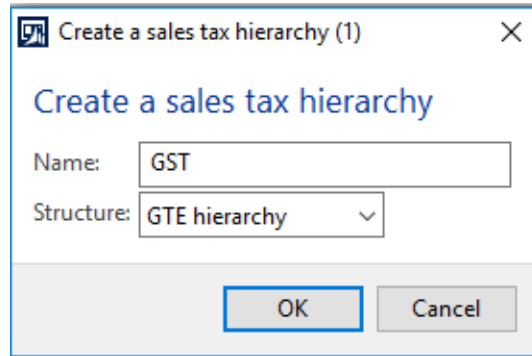 Create a sales tax hierarchy (1)
Create a sales tax hierarchy
Name: GST
Structure: GTE hierarchy
OK Cancel